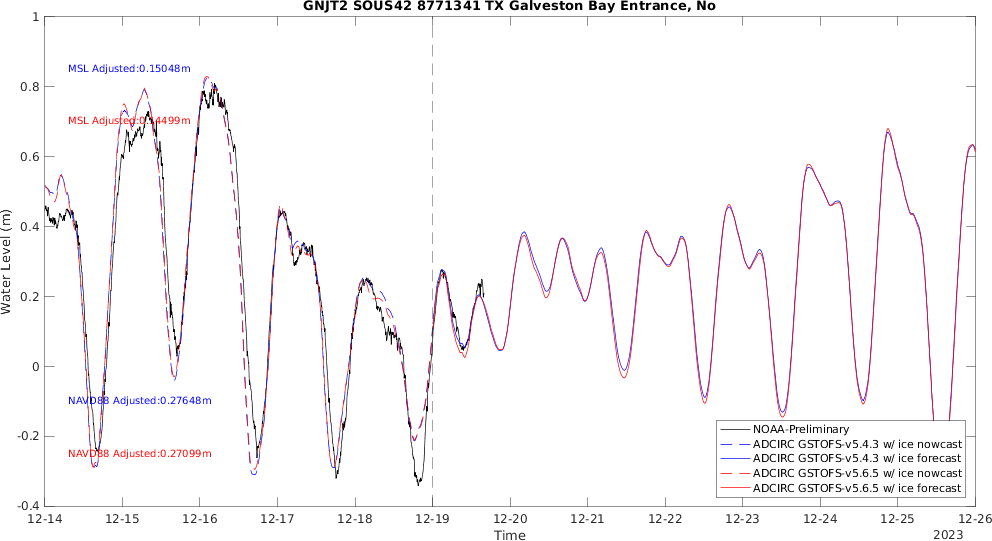 GNJT2 SOUS42 8771341 TX Galveston Bay Entrance, No
Water Level (m)
1
0.8
0.6
0.4
0.2
0
-0.2
-0.4
MSL Adjusted:0.15048m
MSL Adjusted:0.14499m
NAVD88 Adjusted:0.27648m
NAVD88 Adjusted:0.27099m
NOAA-Preliminary
ADCIRC GSTOFS-v5.4.3 w/ ice nowcast
ADCIRC GSTOFS-v5.4.3 w/ ice forecast
ADCIRC GSTOFS-v5.6.5 w/ ice nowcast
ADCIRC GSTOFS-v5.6.5 w/ ice forecast
12-14 12-15 12-16 12-17 12-18 12-19 12-20 12-21 12-22 12-23 12-24 12-25 12-26
Time
2023